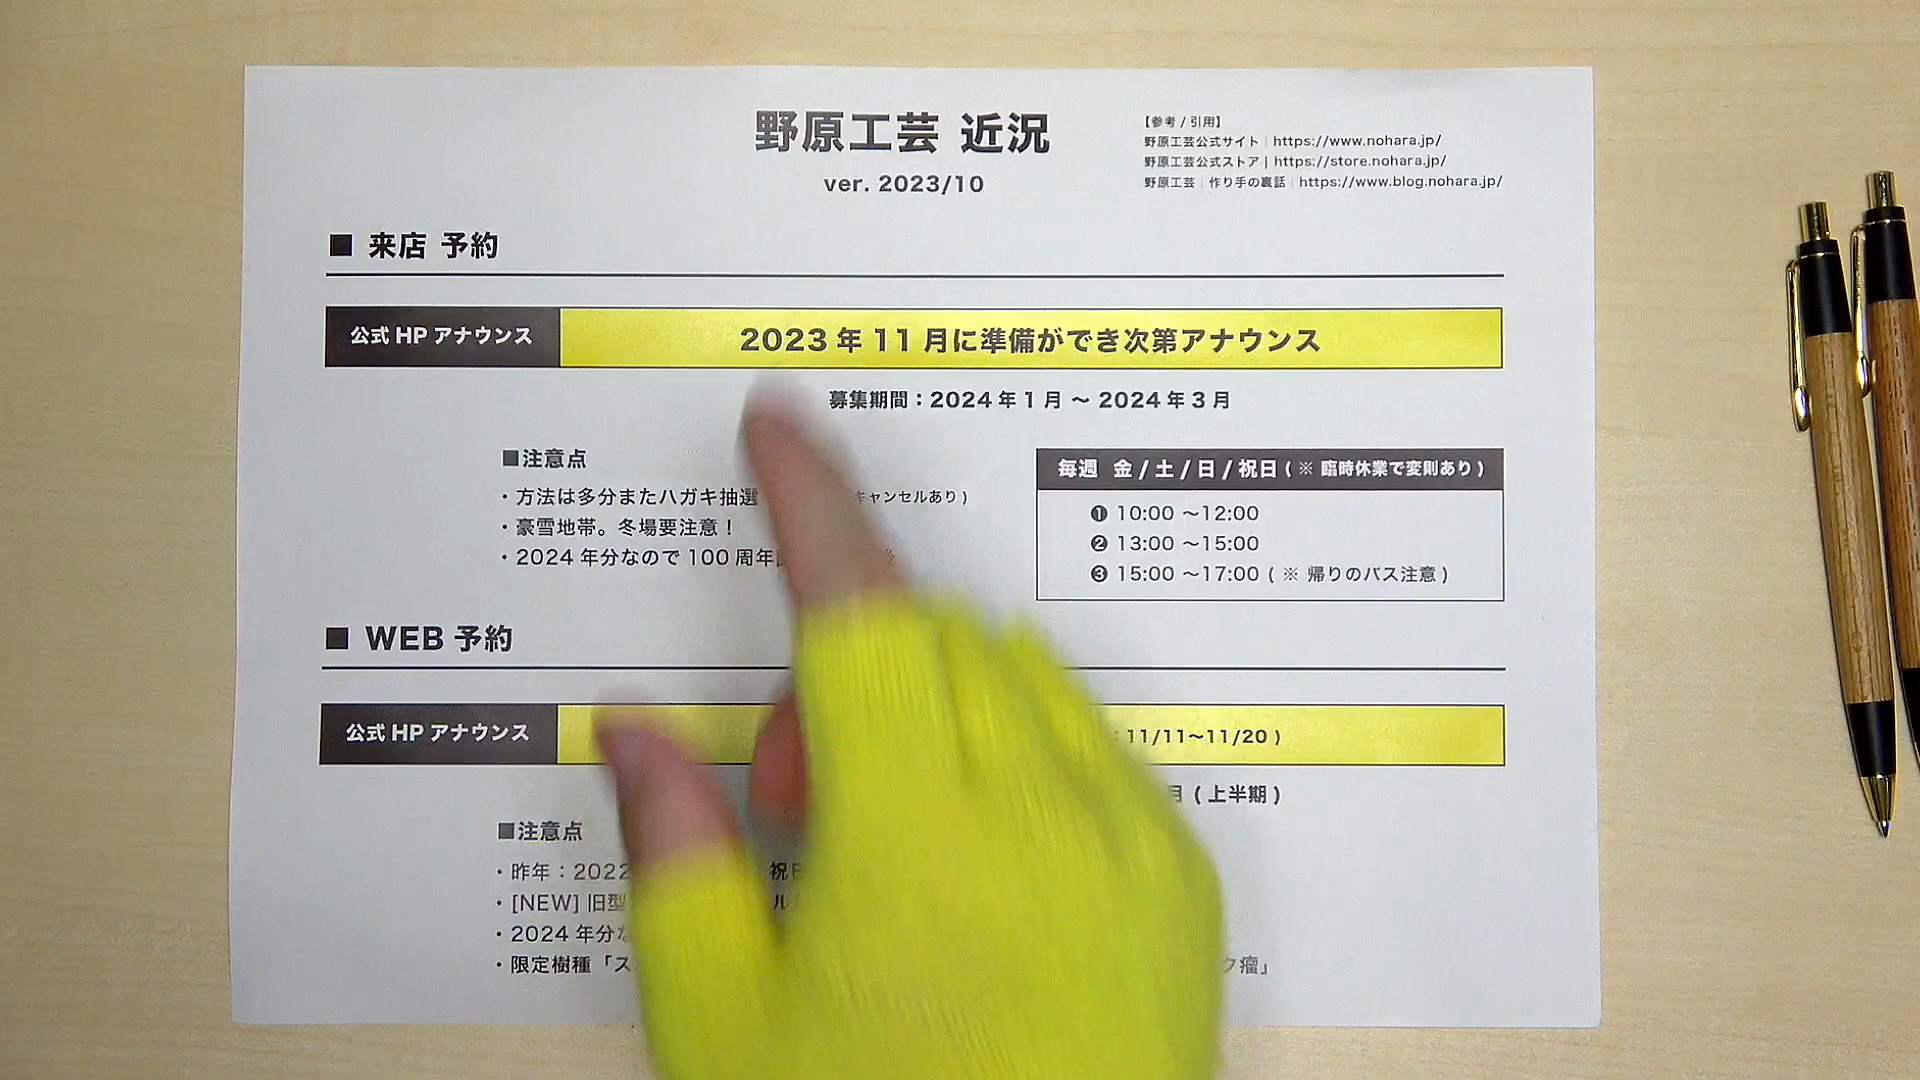 野原工芸 近況
ver. 2023/10
【参考 / 引用】
野原工芸公式サイト | https://www.nohara.jp/
野原工芸公式ストア | https://store.nohara.jp/
野原工芸 | 作り手の裏話 | https://www.blog.nohara.jp/
■ 来店 予約
公式 HP アナウンス
2023 年 11 月に準備ができ次第アナウンス
募集期間：2024 年 1 月 〜 2024 年 3 月
■注意点
・方法は多分またハガキ抽選
キャンセルあり )
・豪雪地帯。冬場要注意！
・2024 年分なので 100 周年
毎週 金 / 土 / 日 / 祝日 ( ※ 臨時休業で変則あり )
❶ 10:00 〜12:00
❷ 13:00 〜15:00
❸ 15:00 〜17:00 ( ※ 帰りのバス注意 )
■ WEB 予約
公式 HP アナウンス
: 11/11〜11/20 )
月 ( 上半期 )
■注意点
・昨年：2022
・[NEW] 旧型
・2024 年分な
・限定樹種「ス
ク瘤」